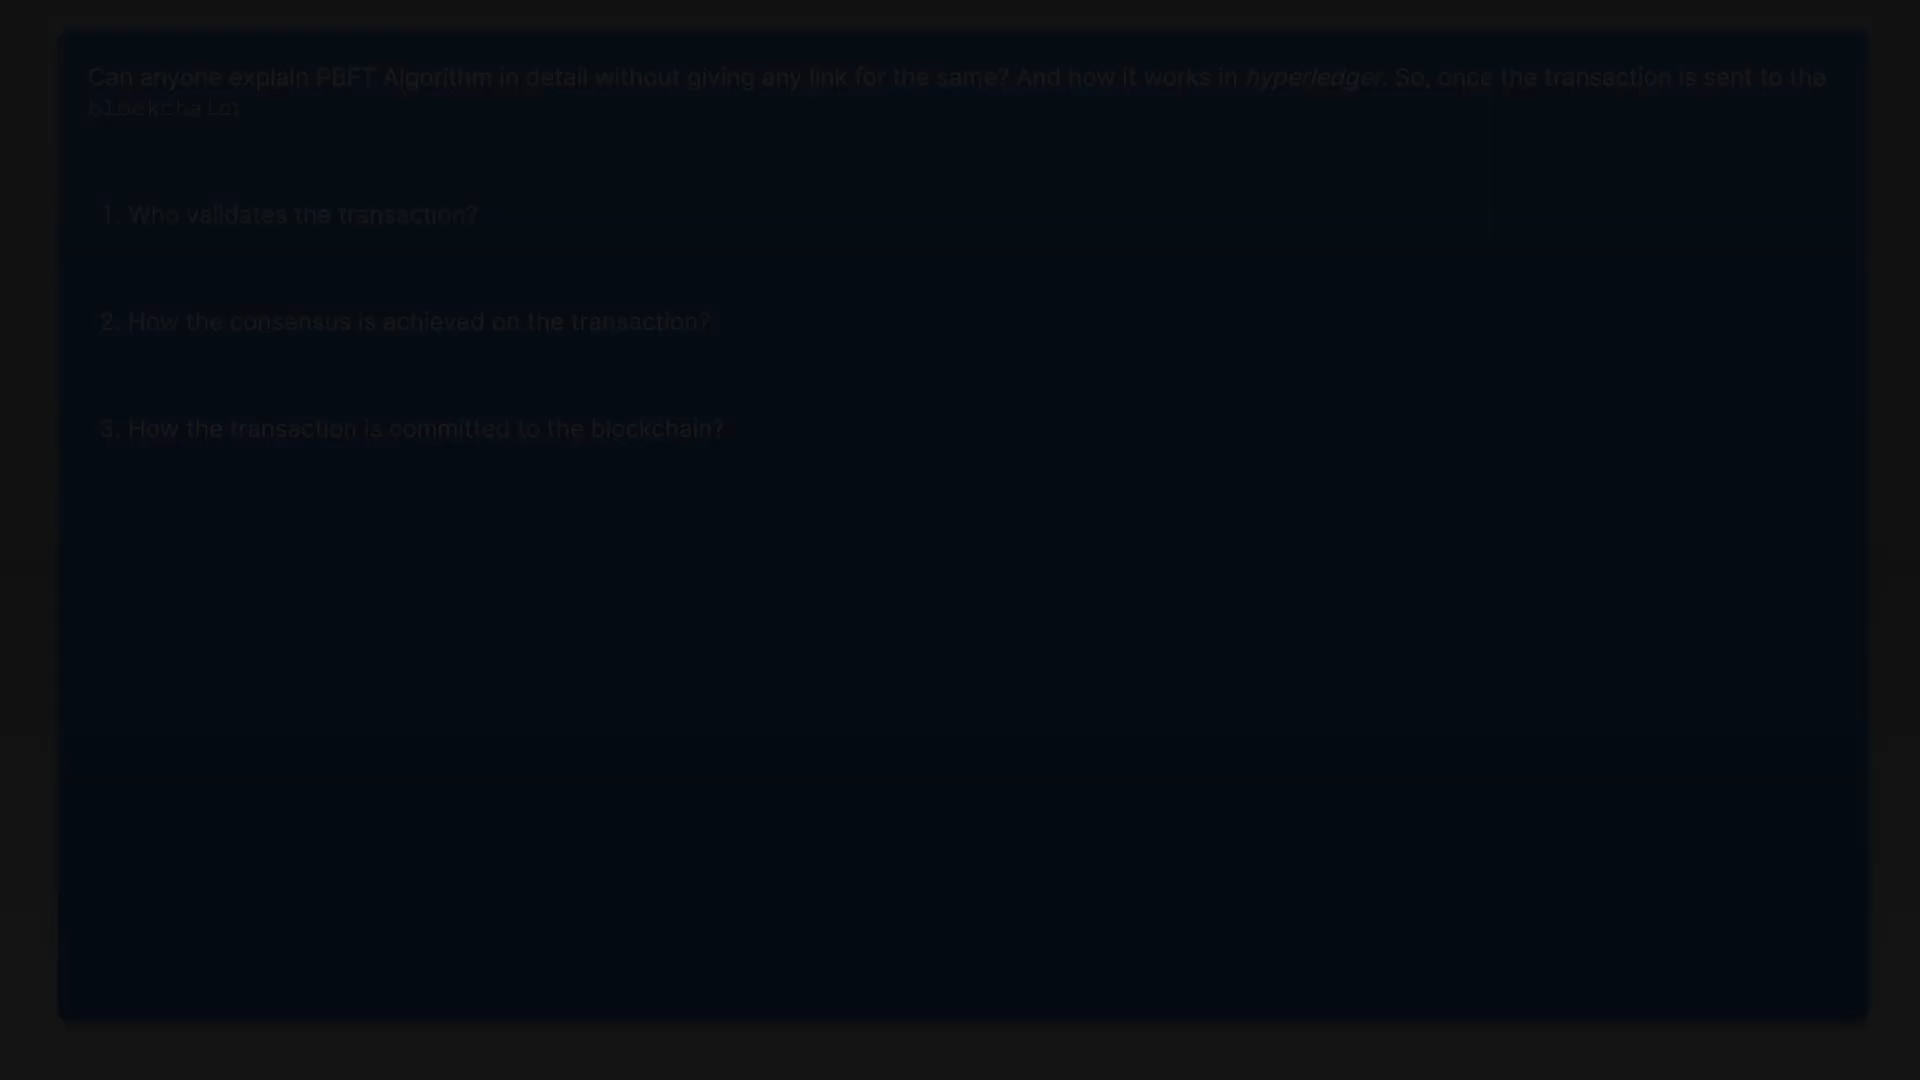 Can anyone explain PBFT Algorithm in detail without giving any link for the same? And how it works in hyperledger. So, once the transaction is sent to the
blockchain:
1. Who validates the transaction?
2. How the consensus is achieved on the transaction?
3. How the transaction is committed to the blockchain?